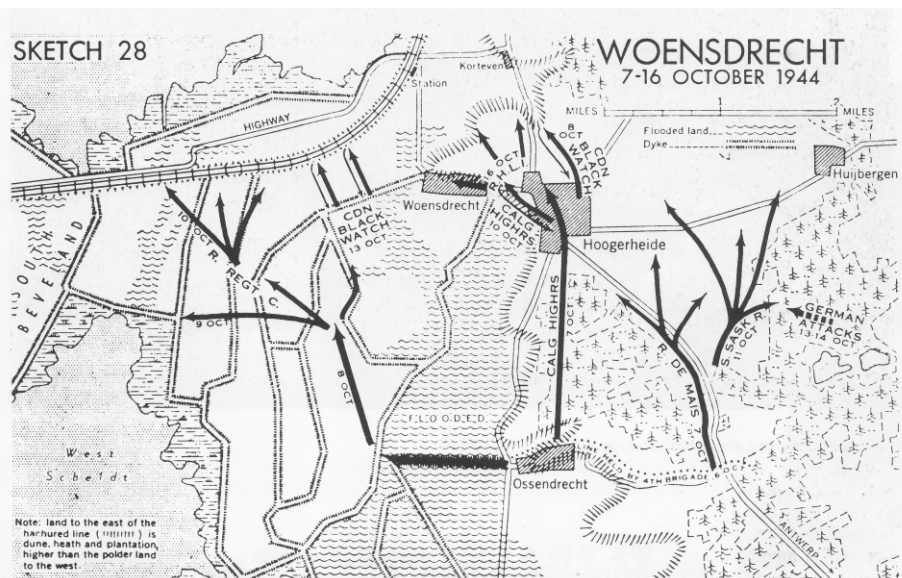 SKETCH 28
WOENSDRECHT
7-16 OCTOBER 1944
MILES
1
2
MILES
Flooded land
Dyke
Korteven
Station
HIGHWAY
8 OCT
CDN BLACK WATCH
R.H.L.I.
Huijbergen
Woensdrecht
CALG HIGHRS
10 OCT
Hoogerheide
CDN
BLACK
WATCH
13 OCT
SOUTH
BEVELAND
10 OCT
R. REGT C.
9 OCT
8 OCT
CALG HIGHRS
7 OCT
R. DE MAIS 7 OCT
S. SASK R.
11 OCT
GERMAN
ATTACKS
13-14 OCT
FLOODED
West
Scheldt
Ossendrecht
BY 4TH BRIGADE 6 OCT
ANTWERP
Note: land to the east of the
hachured line ( ) is
dune, heath and plantation,
higher than the polder land
to the west.